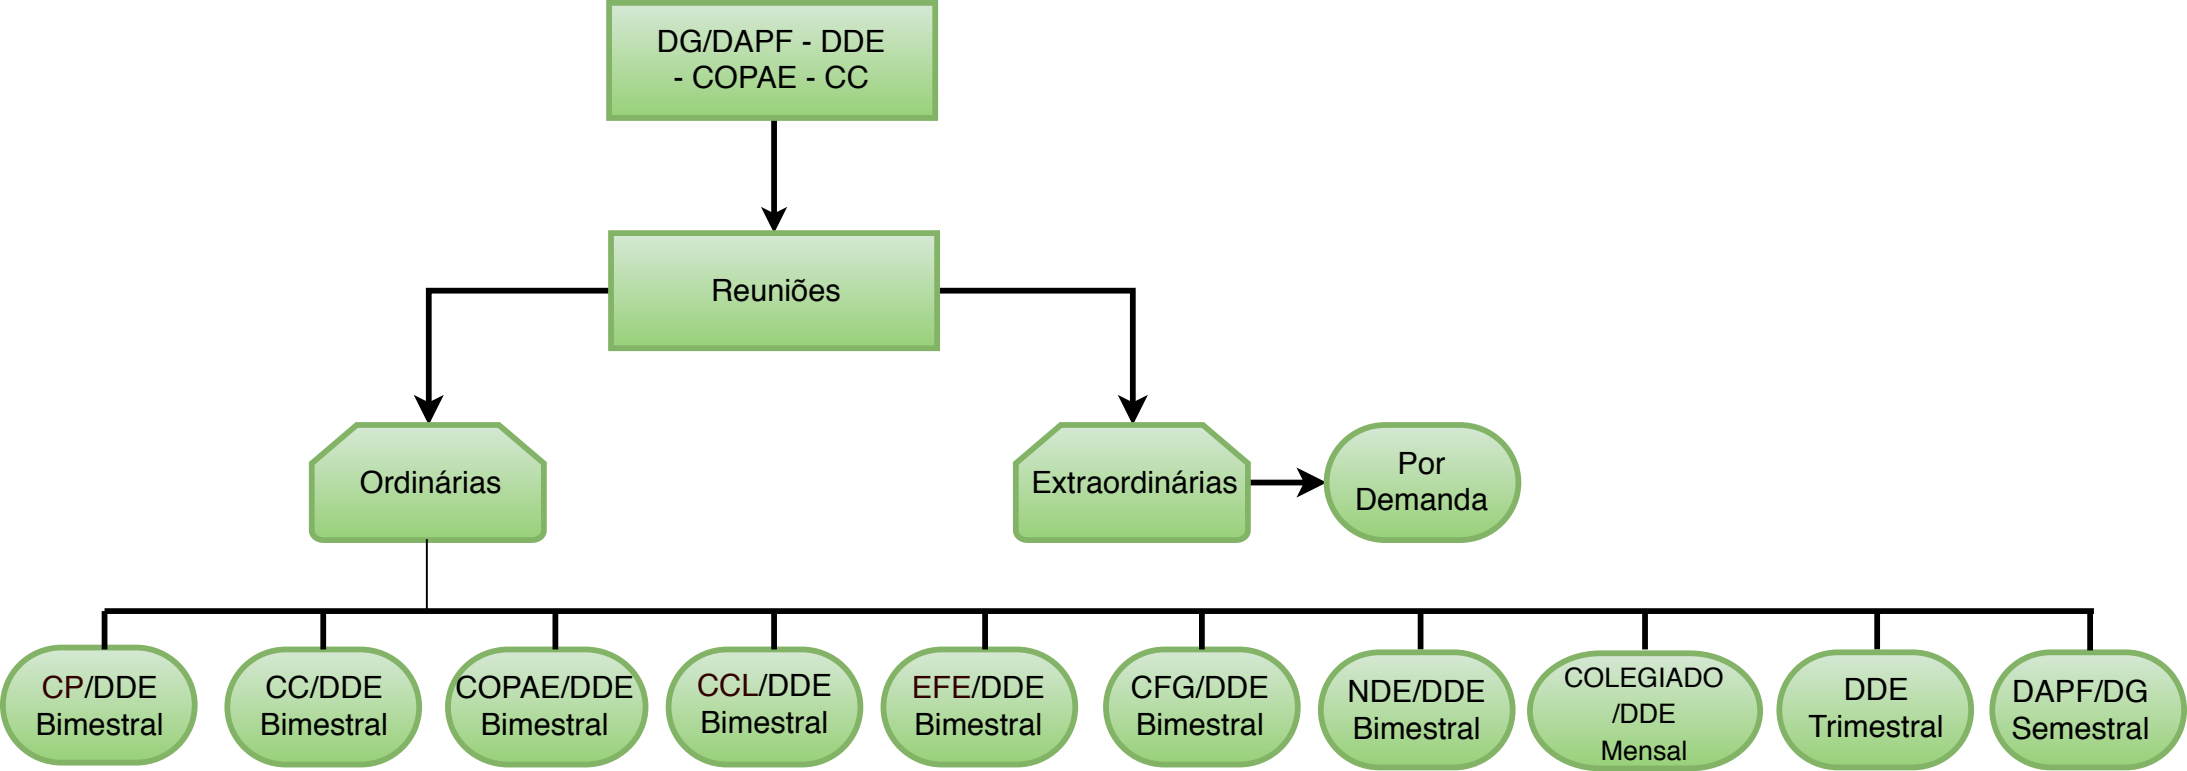 DG/DAPF - DDE
- COPAE - CC
Reuniões
Ordinárias
Extraordinárias
Por
Demanda
CP/DDE
Bimestral
CC/DDE
Bimestral
COPAE/DDE
Bimestral
CCL/DDE
Bimestral
EFE/DDE
Bimestral
CFG/DDE
Bimestral
NDE/DDE
Bimestral
COLEGIADO
/DDE
Mensal
DDE
Trimestral
DAPF/DG
Semestral